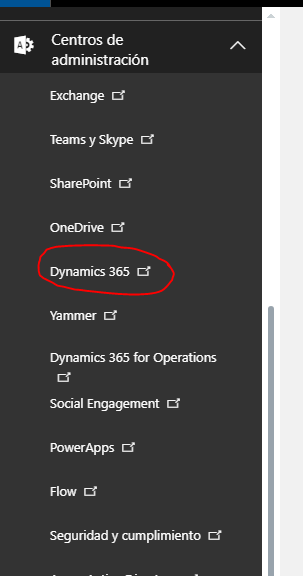 Centros de
administración
Exchange
Teams y Skype
SharePoint
OneDrive
Dynamics 365
Yammer
Dynamics 365 for Operations
Social Engagement
PowerApps
Flow
Seguridad y cumplimiento